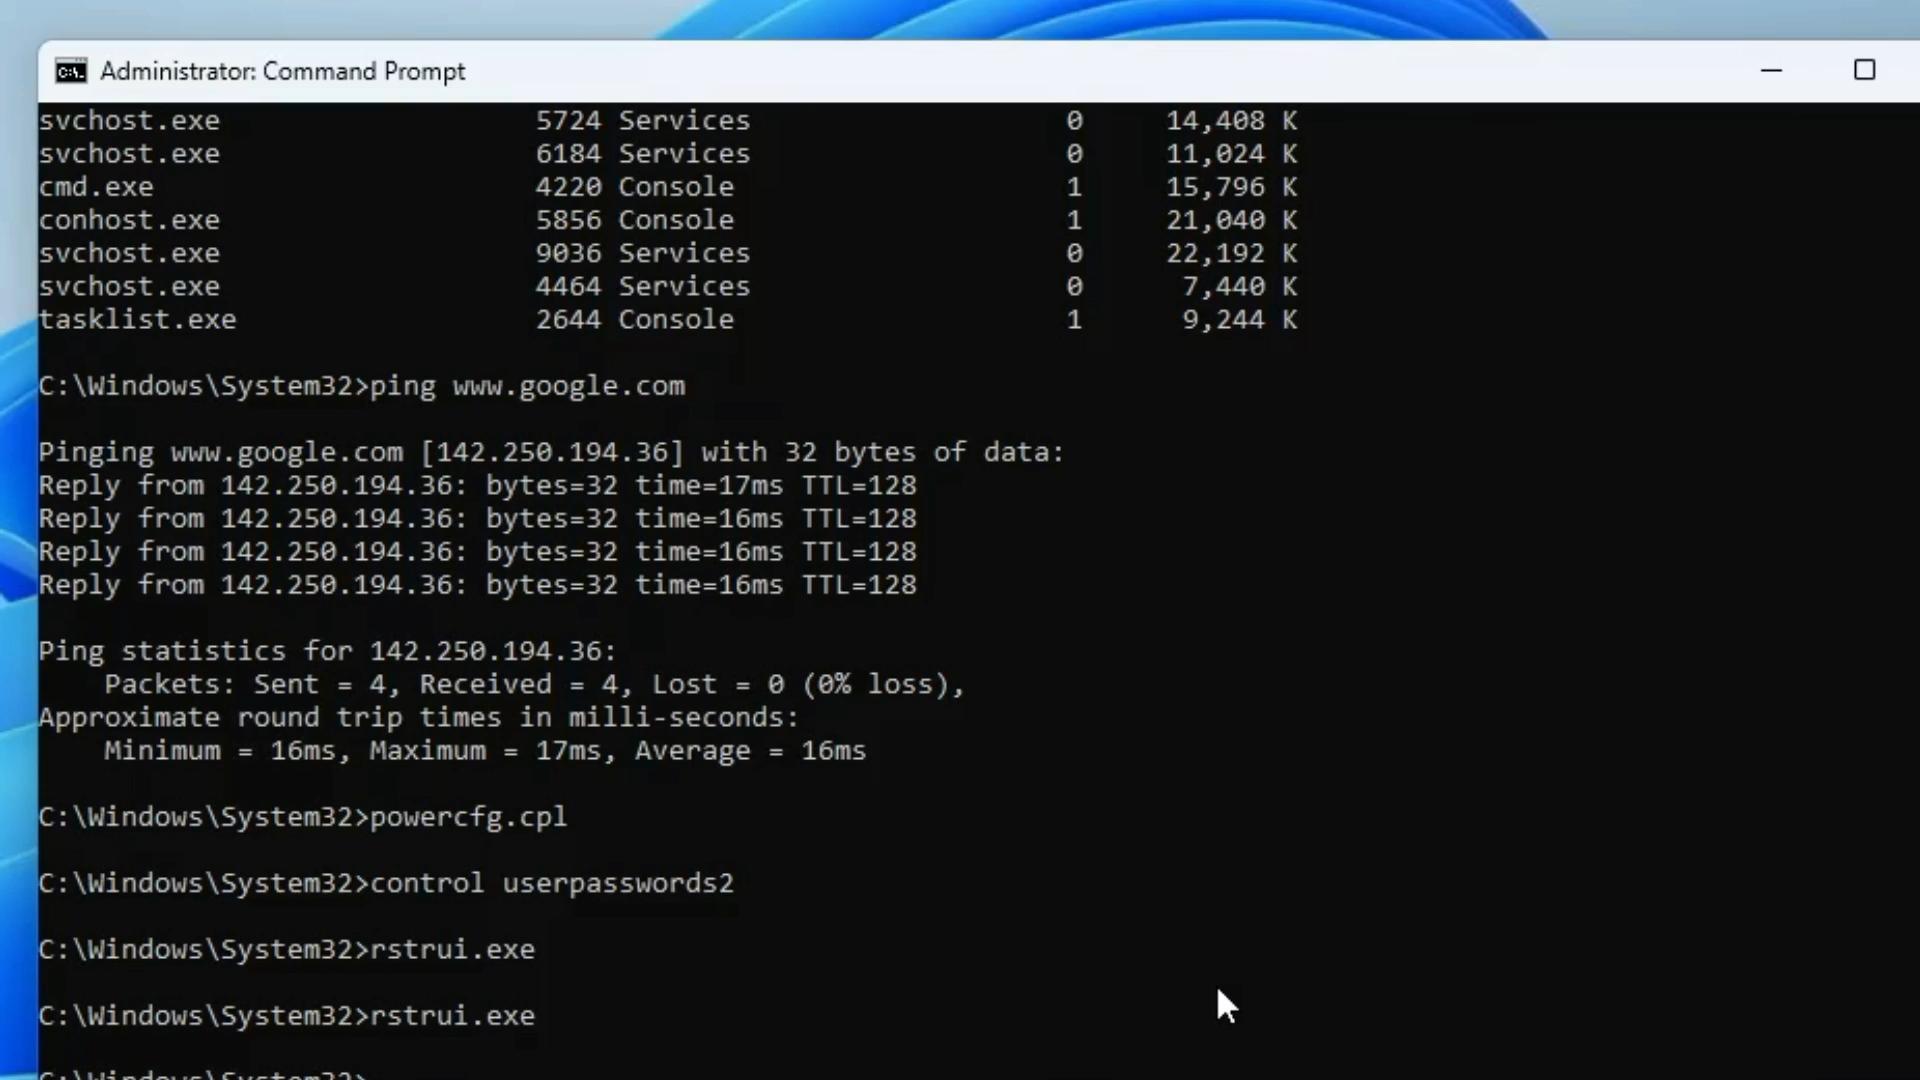 Administrator: Command Prompt
svchost.exe 5724 Services 0 14,408 K
svchost.exe 6184 Services 0 11,024 K
cmd.exe 4220 Console 1 15,796 K
conhost.exe 5856 Console 1 21,040 K
svchost.exe 9036 Services 0 22,192 K
svchost.exe 4464 Services 0 7,440 K
tasklist.exe 2644 Console 1 9,244 K
C:\Windows\System32>ping www.google.com
Pinging www.google.com [142.250.194.36] with 32 bytes of data:
Reply from 142.250.194.36: bytes=32 time=17ms TTL=128
Reply from 142.250.194.36: bytes=32 time=16ms TTL=128
Reply from 142.250.194.36: bytes=32 time=16ms TTL=128
Reply from 142.250.194.36: bytes=32 time=16ms TTL=128
Ping statistics for 142.250.194.36:
Packets: Sent = 4, Received = 4, Lost = 0 (0% loss),
Approximate round trip times in milli-seconds:
Minimum = 16ms, Maximum = 17ms, Average = 16ms
C:\Windows\System32>powercfg.cpl
C:\Windows\System32>control userpasswords2
C:\Windows\System32>rstrui.exe
C:\Windows\System32>rstrui.exe
C:\Windows\System32>